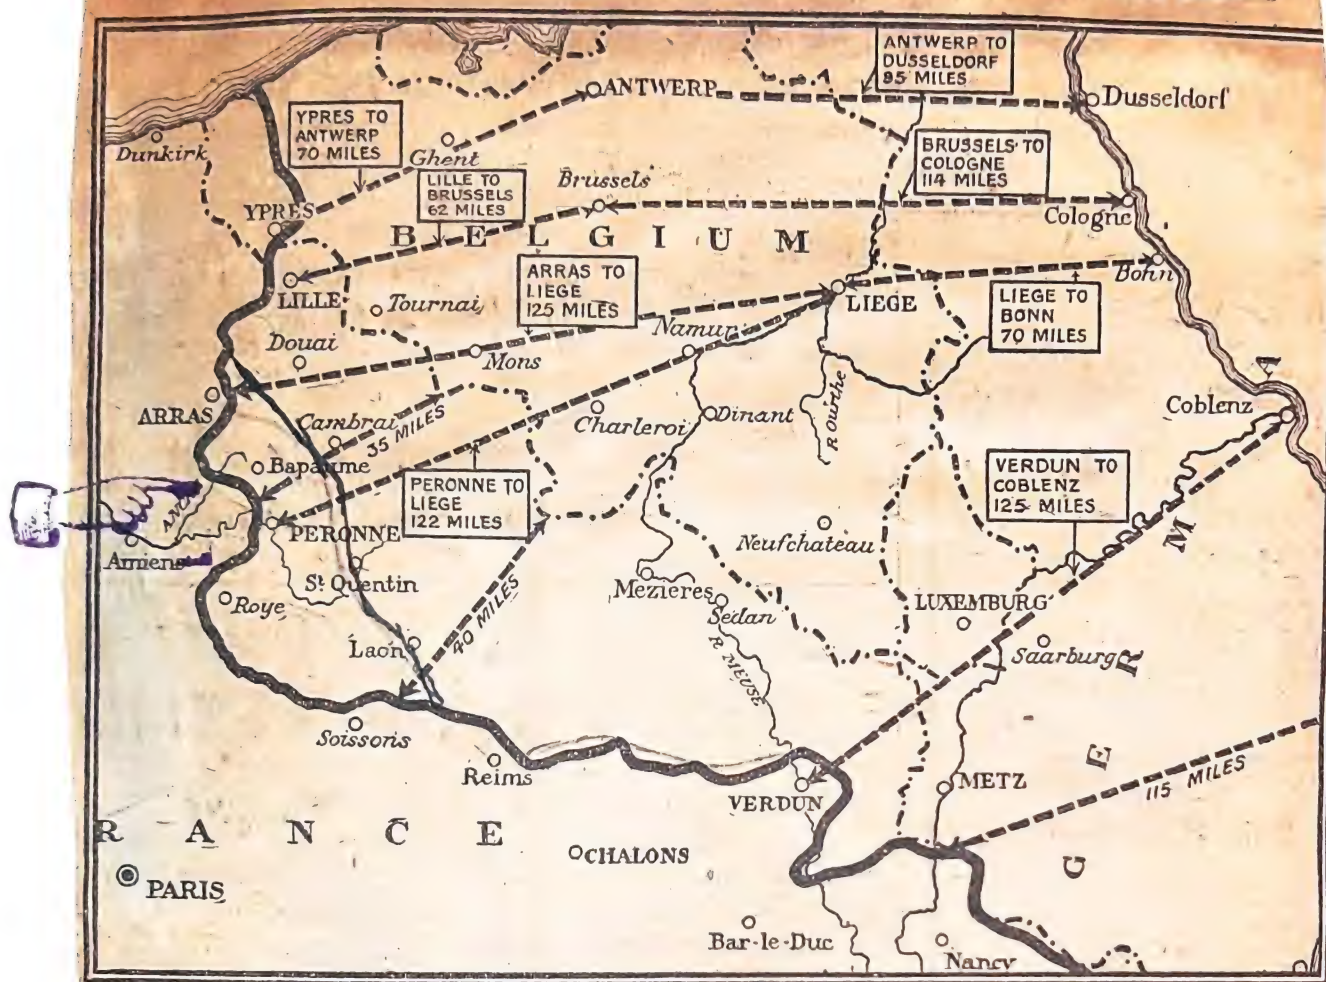 ANTWERP TO
DUSSELDORF
85 MILES
ANTWERP
Dusseldorf
YPRES TO
ANTWERP
70 MILES
Dunkirk
Ghent
BRUSSELS TO
COLOGNE
114 MILES
LILLE TO
BRUSSELS
62 MILES
Brussels
YPRES
Cologne
BELGIUM
ARRAS TO
LIEGE
125 MILES
Bonn
LILLE
Tournai
LIEGE
LIEGE TO
BONN
70 MILES
Namur
Douai
Mons
ARRAS
Cambrai
35 MILES
Charleroi
Dinant
R Ourthe
Coblenz
Bapaume
PERONNE TO
LIEGE
122 MILES
VERDUN TO
COBLENZ
125 MILES
PERONNE
Amiens
Neufchateau
St Quentin
Mezieres
Roye
Sedan
LUXEMBURG
40 MILES
Laon
Saarburg
R MEUSE
Soissons
Reims
METZ
115 MILES
VERDUN
RANCE
CHALONS
GERMA
PARIS
Bar-le-Duc
Nancy